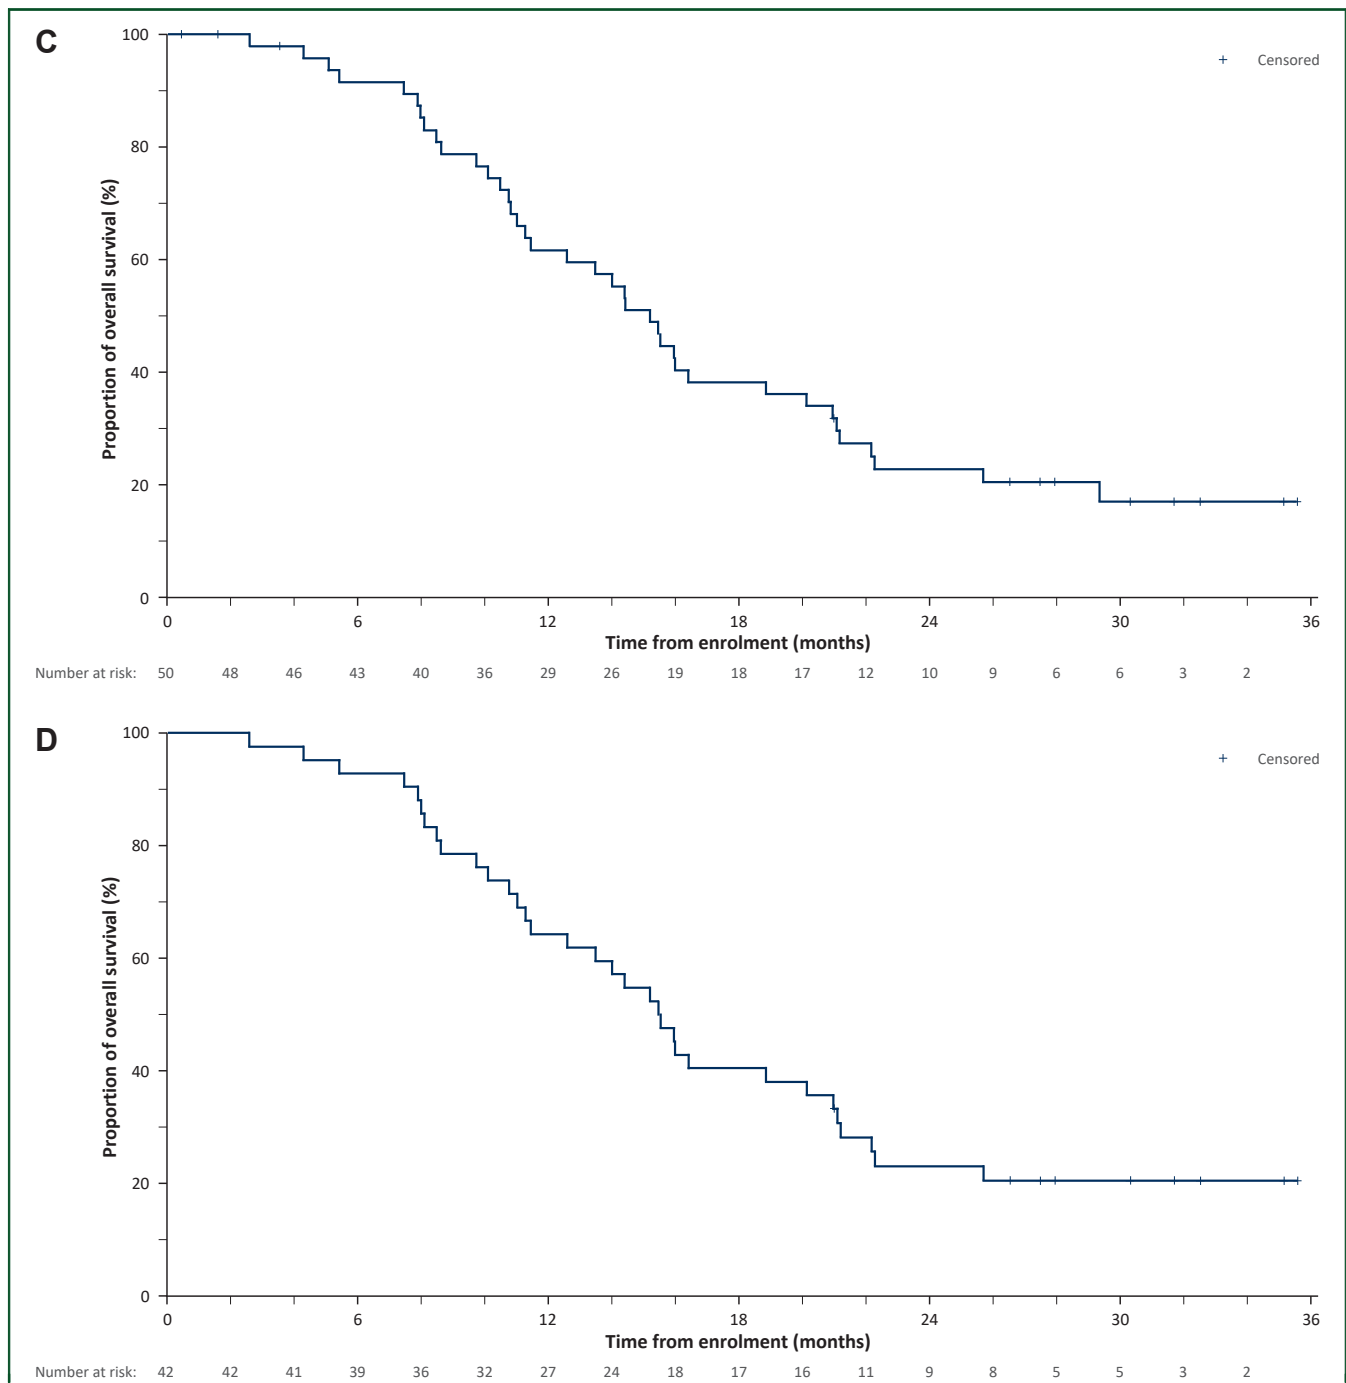 C
100
80
60
40
20
0
Proportion of overall survival (%)
+ Censored
0 6 12 18 24 30 36
Time from enrolment (months)
Number at risk: 50 48 46 43 40 36 29 26 19 18 17 12 10 9 6 6 3 2
D
100
80
60
40
20
0
Proportion of overall survival (%)
+ Censored
0 6 12 18 24 30 36
Time from enrolment (months)
Number at risk: 42 42 41 39 36 32 27 24 18 17 16 11 9 8 5 5 3 2